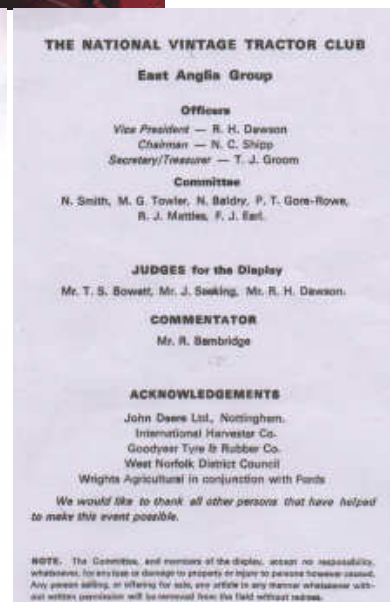 THE NATIONAL VINTAGE TRACTOR CLUB
East Anglia Group
Officers
Vice President — R. H. Dawson
Chairman — N. C. Shipp
Secretary/Treasurer — T. J. Groom
Committee
N. Smith, M. G. Towler, N. Baldry, P. T. Gore-Rowe,
R. J. Mattles, F. J. Earl.
JUDGES for the Display
Mr. T. S. Bowett, Mr. J. Seeking, Mr. R. H. Dawson.
COMMENTATOR
Mr. R. Bambridge
ACKNOWLEDGEMENTS
John Deere Ltd., Nottingham.
International Harvester Co.
Goodyear Tyre & Rubber Co.
West Norfolk District Council
Wrights Agricultural in conjunction with Fords
We would like to thank all other persons that have helped
to make this event possible.
NOTE. The Committee, and members of the display, accept no responsibility,
whatsoever, for any loss or damage to property or injury to persons however caused.
Any person selling, or offering for sale, any article in any manner whatsoever with-
out written permission will be removed from the field without redress.